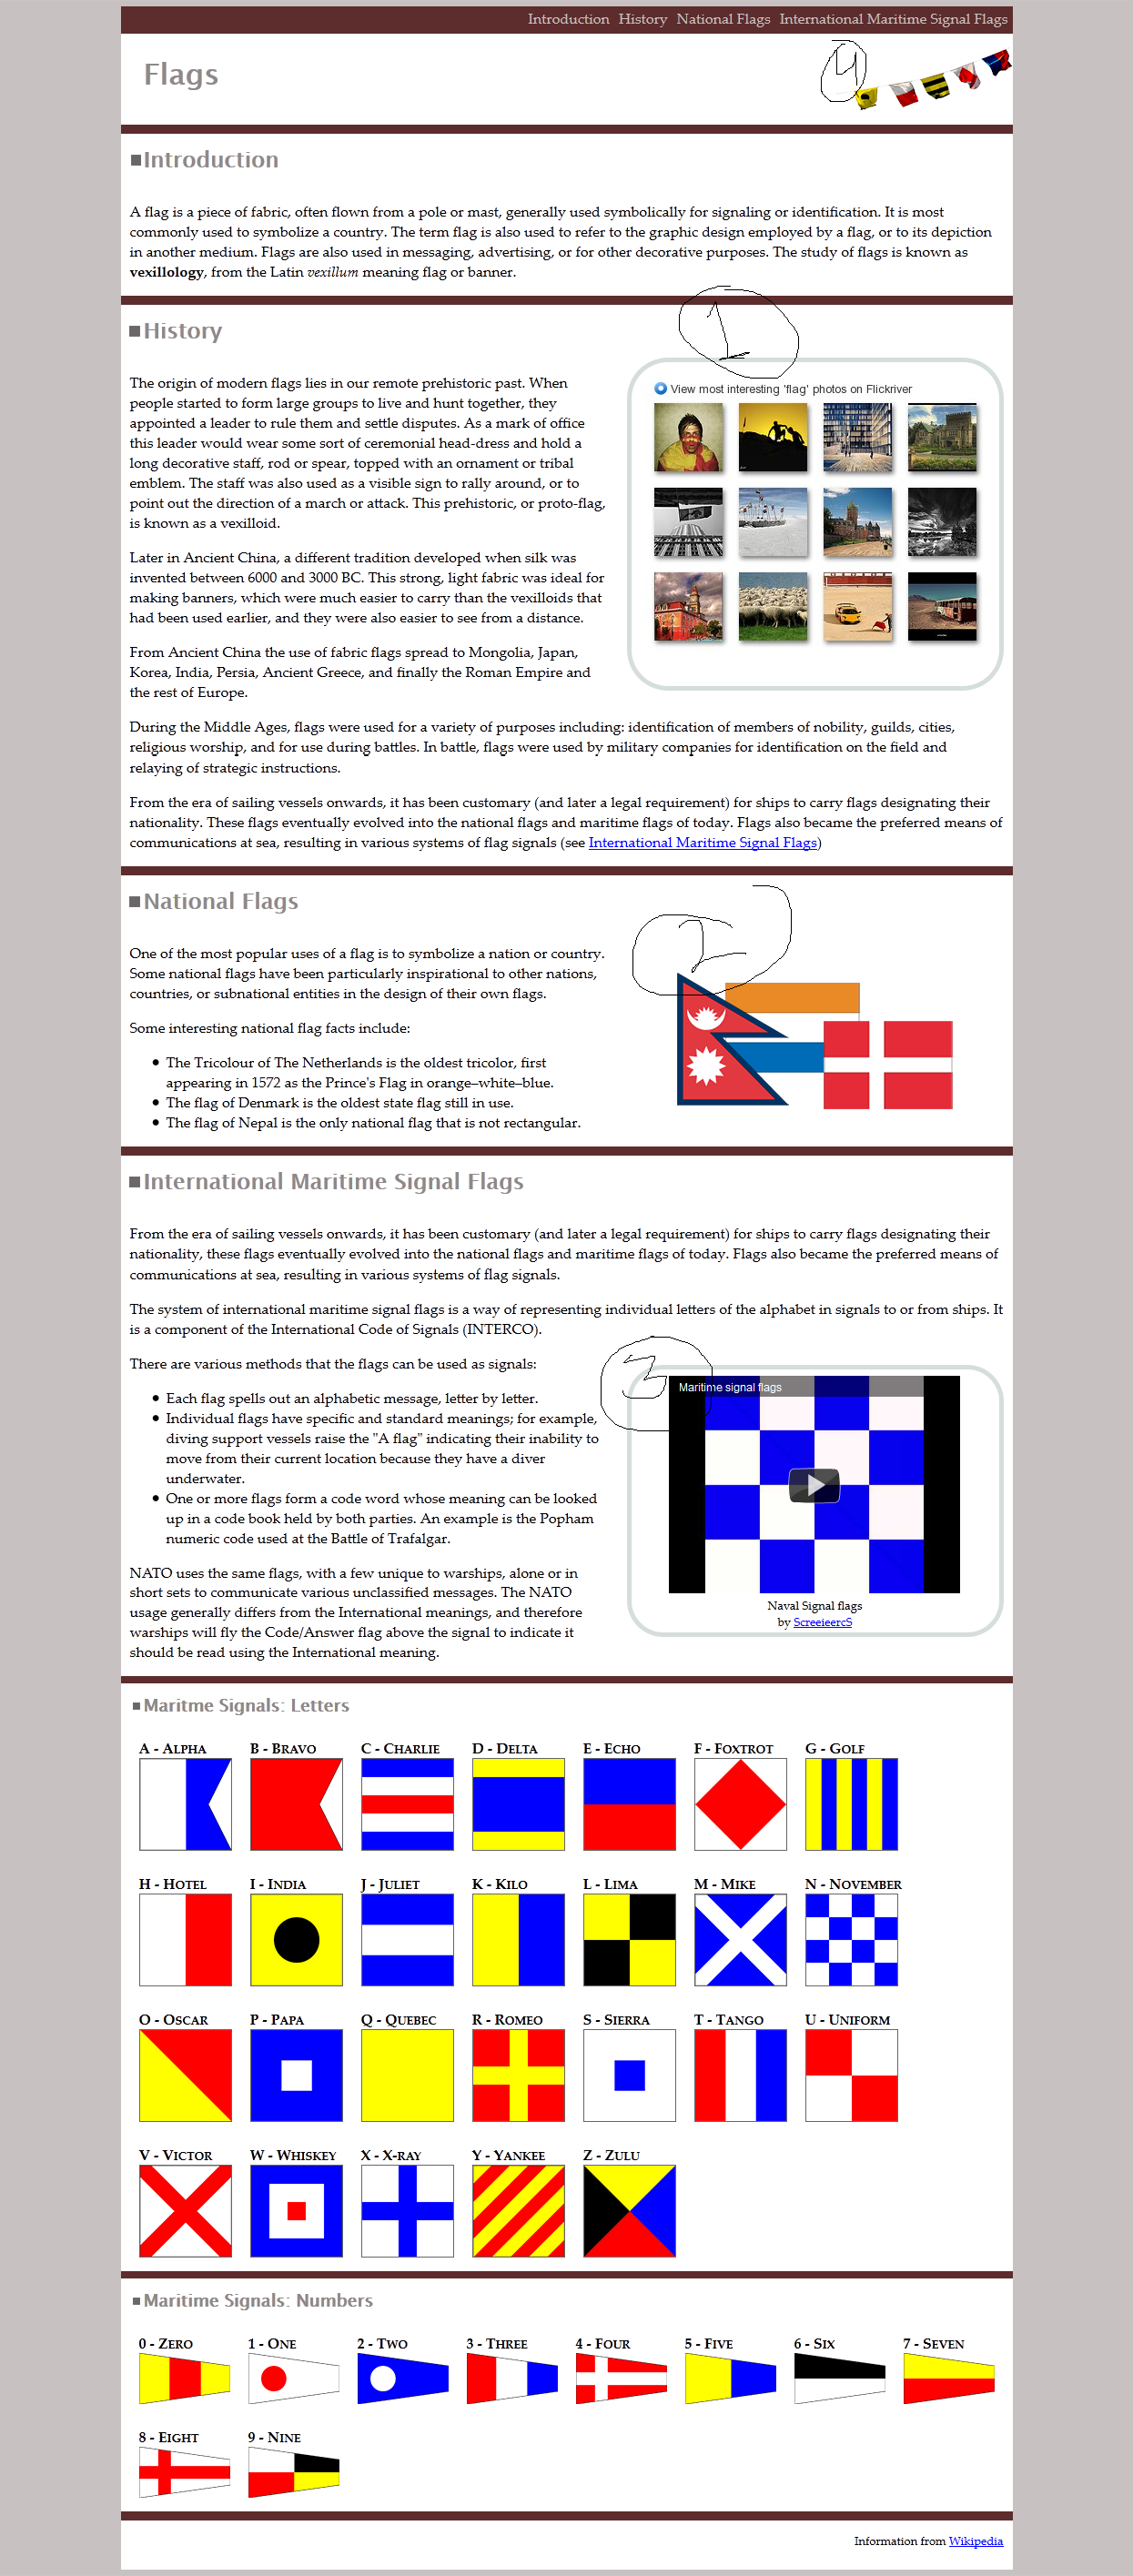 Introduction History National Flags International Maritime Signal Flags
Flags
4
Introduction
A flag is a piece of fabric, often flown from a pole or mast, generally used symbolically for signaling or identification. It is most
commonly used to symbolize a country. The term flag is also used to refer to the graphic design employed by a flag, or to its depiction
in another medium. Flags are also used in messaging, advertising, or for other decorative purposes. The study of flags is known as
vexillology, from the Latin vexillum meaning flag or banner.
1
History
The origin of modern flags lies in our remote prehistoric past. When
people started to form large groups to live and hunt together, they
appointed a leader to rule them and settle disputes. As a mark of office
this leader would wear some sort of ceremonial head-dress and hold a
long decorative staff, rod or spear, topped with an ornament or tribal
emblem. The staff was also used as a visible sign to rally around, or to
point out the direction of a march or attack. This prehistoric, or proto-flag,
is known as a vexilloid.
View most interesting 'flag' photos on Flickriver
Later in Ancient China, a different tradition developed when silk was
invented between 6000 and 3000 BC. This strong, light fabric was ideal for
making banners, which were much easier to carry than the vexilloids that
had been used earlier, and they were also easier to see from a distance.
From Ancient China the use of fabric flags spread to Mongolia, Japan,
Korea, India, Persia, Ancient Greece, and finally the Roman Empire and
the rest of Europe.
During the Middle Ages, flags were used for a variety of purposes including: identification of members of nobility, guilds, cities,
religious worship, and for use during battles. In battle, flags were used by military companies for identification on the field and
relaying of strategic instructions.
From the era of sailing vessels onwards, it has been customary (and later a legal requirement) for ships to carry flags designating their
nationality. These flags eventually evolved into the national flags and maritime flags of today. Flags also became the preferred means of
communications at sea, resulting in various systems of flag signals (see International Maritime Signal Flags)
National Flags
2
One of the most popular uses of a flag is to symbolize a nation or country.
Some national flags have been particularly inspirational to other nations,
countries, or subnational entities in the design of their own flags.
Some interesting national flag facts include:
• The Tricolour of The Netherlands is the oldest tricolor, first
appearing in 1572 as the Prince's Flag in orange–white–blue.
• The flag of Denmark is the oldest state flag still in use.
• The flag of Nepal is the only national flag that is not rectangular.
International Maritime Signal Flags
From the era of sailing vessels onwards, it has been customary (and later a legal requirement) for ships to carry flags designating their
nationality, these flags eventually evolved into the national flags and maritime flags of today. Flags also became the preferred means of
communications at sea, resulting in various systems of flag signals.
The system of international maritime signal flags is a way of representing individual letters of the alphabet in signals to or from ships. It
is a component of the International Code of Signals (INTERCO).
There are various methods that the flags can be used as signals:
• Each flag spells out an alphabetic message, letter by letter.
• Individual flags have specific and standard meanings; for example,
diving support vessels raise the "A flag" indicating their inability to
move from their current location because they have a diver
underwater.
• One or more flags form a code word whose meaning can be looked
up in a code book held by both parties. An example is the Popham
numeric code used at the Battle of Trafalgar.
NATO uses the same flags, with a few unique to warships, alone or in
short sets to communicate various unclassified messages. The NATO
usage generally differs from the International meanings, and therefore
warships will fly the Code/Answer flag above the signal to indicate it
should be read using the International meaning.
3
Maritime signal flags
Naval Signal flags
by ScreeieercS
Maritme Signals: Letters
A - Alpha B - Bravo C - Charlie D - Delta E - Echo F - Foxtrot G - Golf
H - Hotel I - India J - Juliet K - Kilo L - Lima M - Mike N - November
O - Oscar P - Papa Q - Quebec R - Romeo S - Sierra T - Tango U - Uniform
V - Victor W - Whiskey X - X-ray Y - Yankee Z - Zulu
Maritime Signals: Numbers
0 - Zero 1 - One 2 - Two 3 - Three 4 - Four 5 - Five 6 - Six 7 - Seven
8 - Eight 9 - Nine
Information from Wikipedia